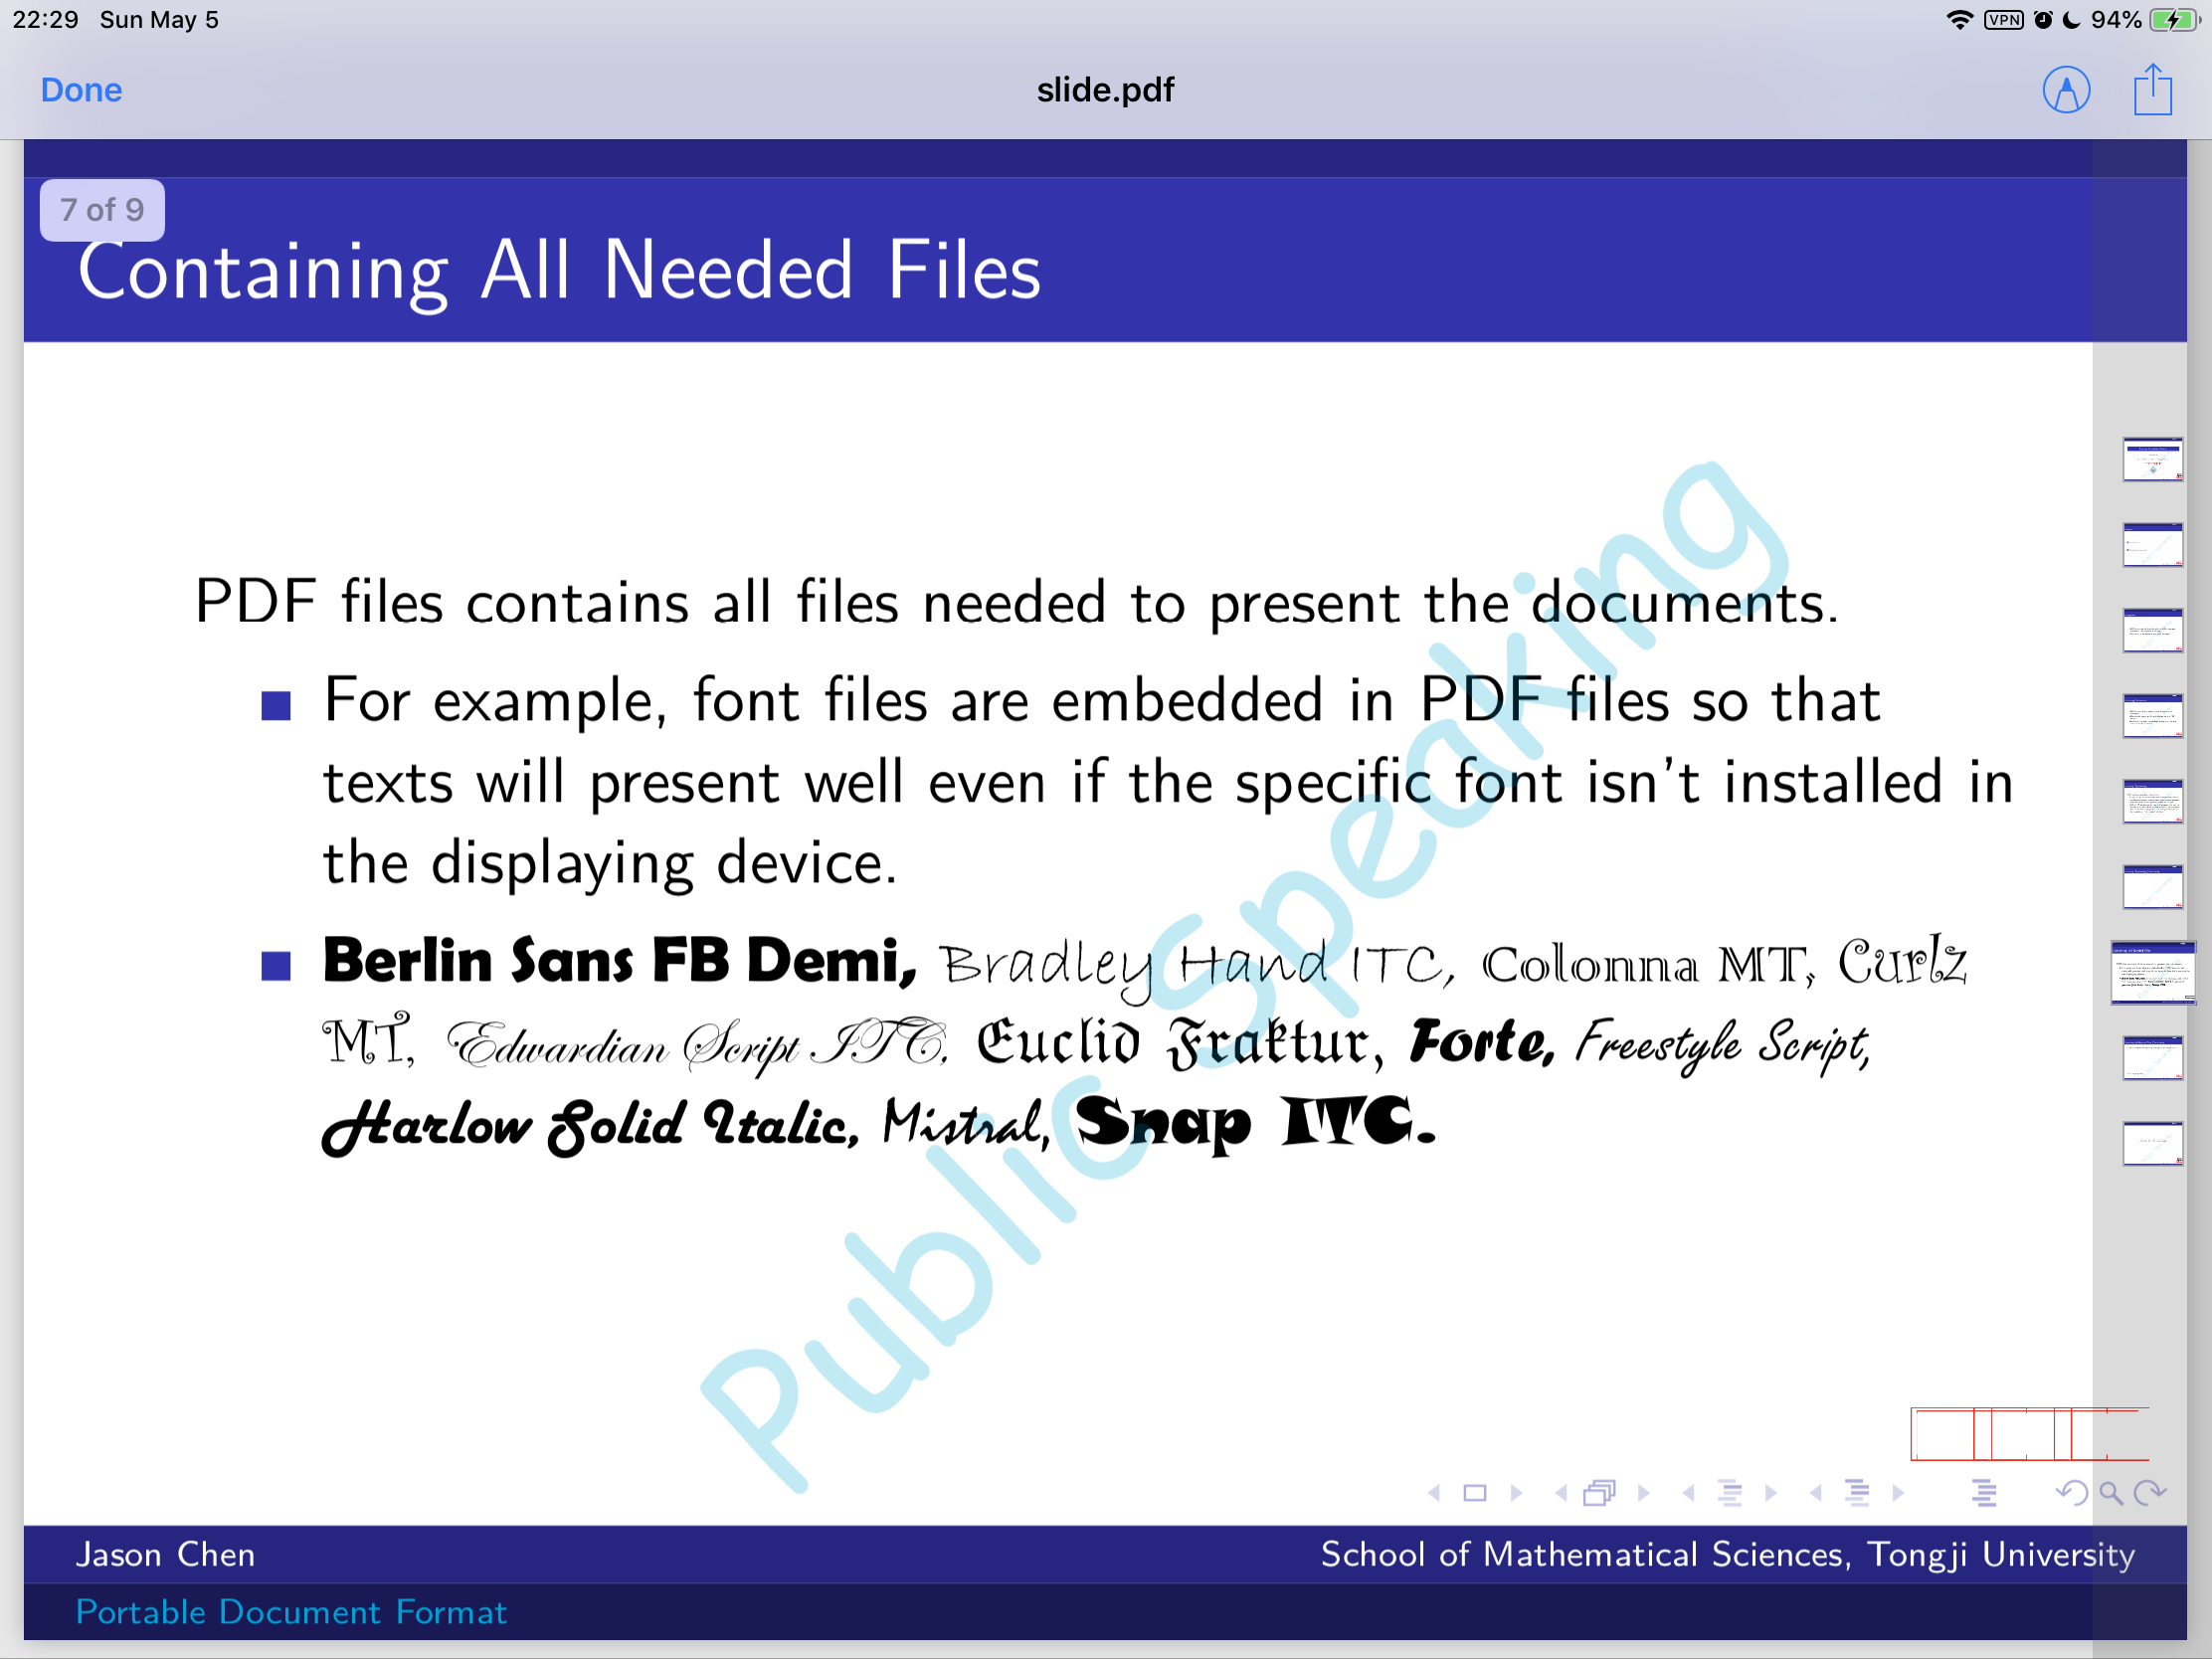 22:29 Sun May 5
VPN 94%
Done
slide.pdf
7 of 9
Containing All Needed Files
PDF files contains all files needed to present the documents.
For example, font files are embedded in PDF files so that
texts will present well even if the specific font isn't installed in
the displaying device.
Berlin Sans FB Demi, Bradley Hand ITC, Colonna MT, Curlz
MT, Edwardian Script ITC, Euclid Fraktur, Forte, Freestyle Script,
Harlow Solid Italic, Mistral, Snap ITC.
Public Speaking
Jason Chen
School of Mathematical Sciences, Tongji University
Portable Document Format